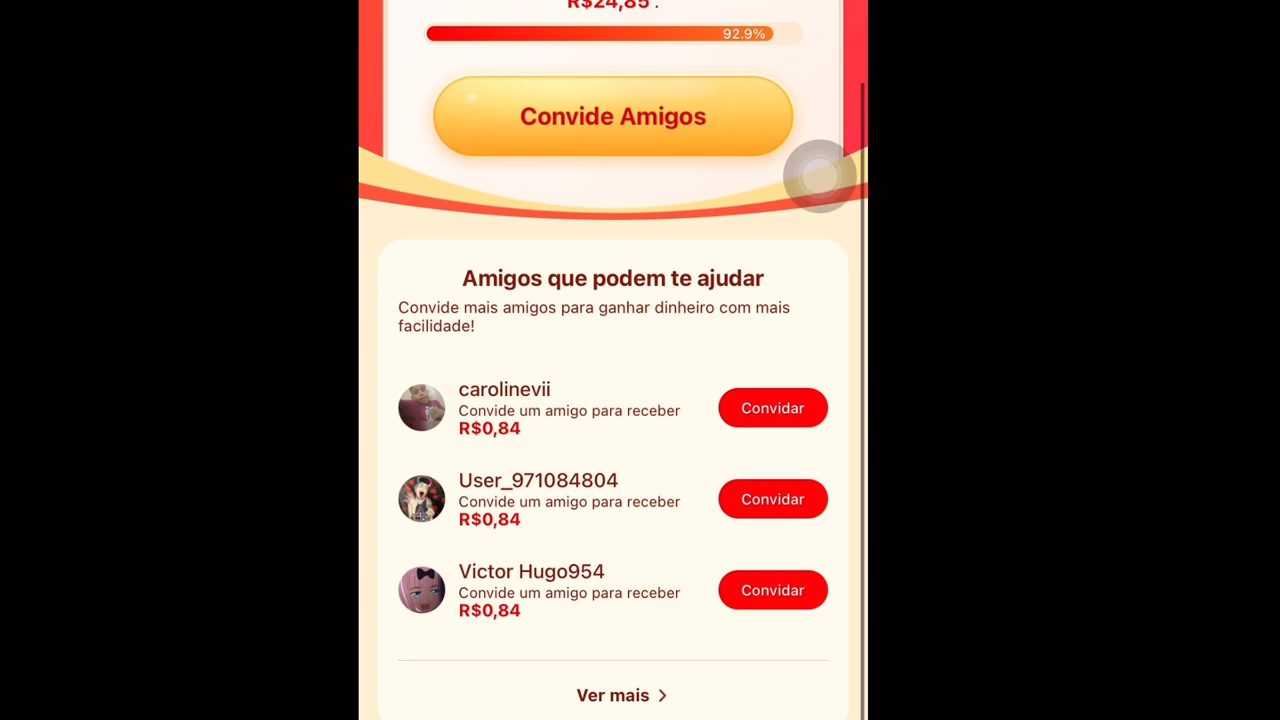 R$24,85 .
92.9%
Convide Amigos
Amigos que podem te ajudar
Convide mais amigos para ganhar dinheiro com mais
facilidade!
carolinevii
Convide um amigo para receber
R$0,84
Convidar
User_971084804
Convide um amigo para receber
R$0,84
Convidar
Victor Hugo954
Convide um amigo para receber
R$0,84
Convidar
Ver mais